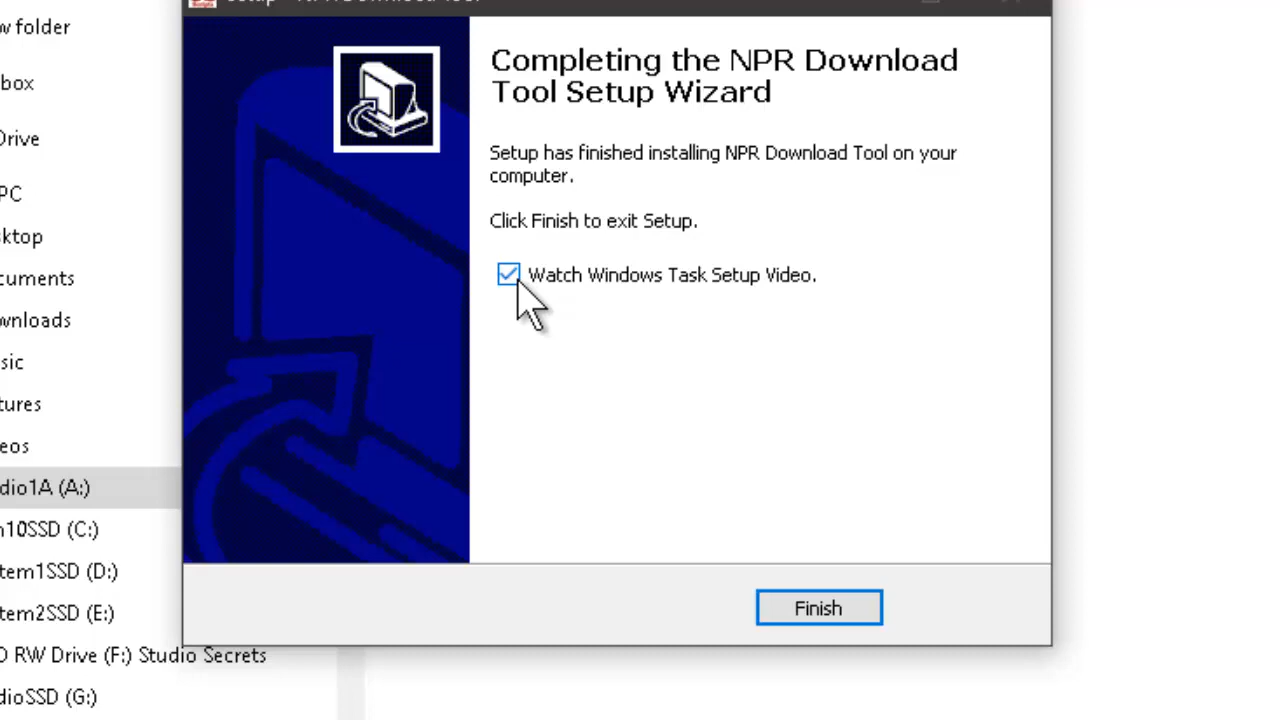 w folder
box
Drive
PC
sktop
cuments
wnloads
sic
tures
eos
dio1A (A:)
n10SSD (C:)
tem1SSD (D:)
tem2SSD (E:)
D RW Drive (F:) Studio Secrets
dioSSD (G:)
Completing the NPR Download
Tool Setup Wizard
Setup has finished installing NPR Download Tool on your
computer.
Click Finish to exit Setup.
Watch Windows Task Setup Video.
Finish